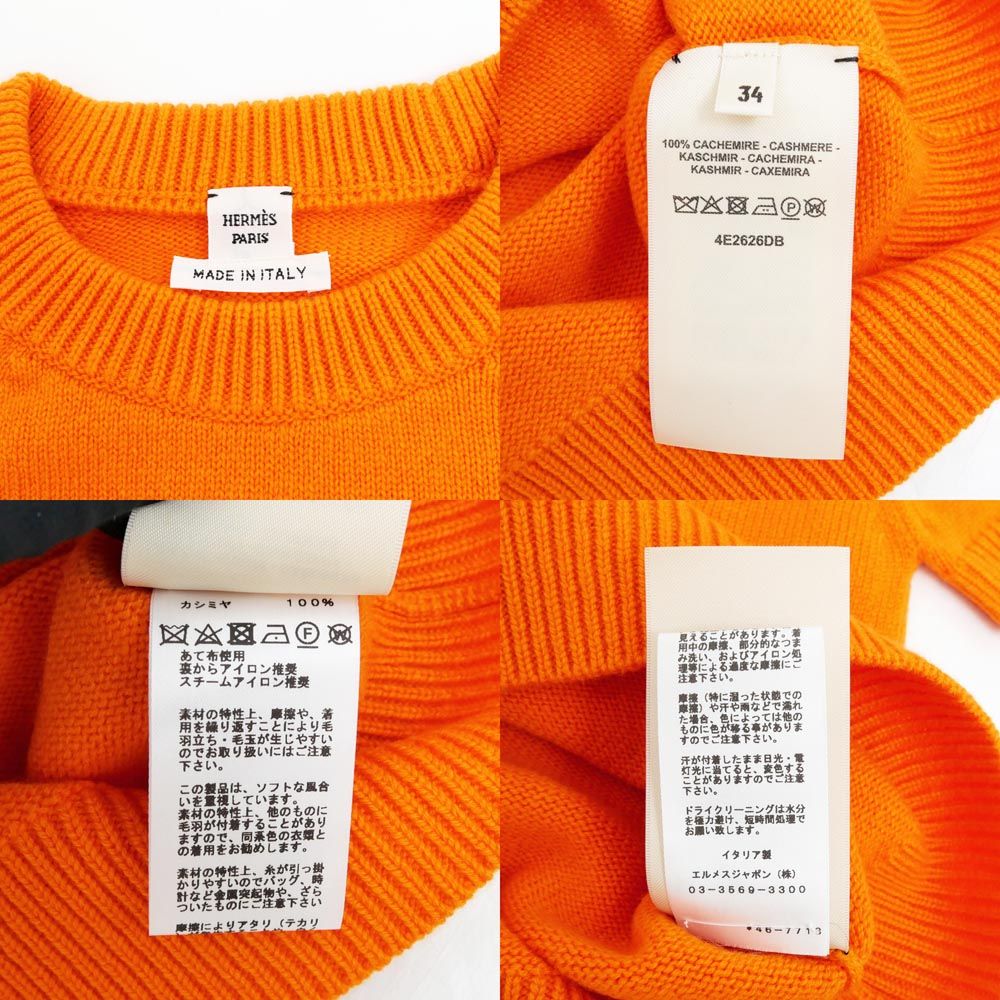 HERMÈS
PARIS
MADE IN ITALY
34
100% CACHEMIRE - CASHMERE -
KASCHMIR - CACHEMIRA -
KASHMIR - CAXEMIRA
P W
4E2626DB
カシミヤ 100%
F W
あて布使用
裏からアイロン推奨
スチームアイロン推奨
素材の特性上、摩擦や、着
用を繰り返すことにより毛
羽立ち・毛玉が生じやすい
のでお取り扱いにはご注意
下さい。
この製品は、ソフトな風合
いを重視しています。
素材の特性上、他のものに
毛羽が付着することがあり
ますので、同系色の衣類と
の着用をお勧めします。
素材の特性上、糸が引っ掛
かりやすいのでバッグ、時
計など金属突起物や、ざら
ついたものにご注意下さい
摩擦によりアタリ（テカリ
見えることがあります。着
用中の摩擦、部分的なつま
み洗い、およびアイロン処
理等による過度な摩擦にご
注意下さい。
摩擦（特に湿った状態での
摩擦）や汗や雨などで濡れ
た場合、色によっては他の
ものに色が移る事がありま
すのでご注意下さい。
汗が付着したまま日光・電
灯光に当てると、変色する
ことがありますのでご注意
下さい。
ドライクリーニングは水分
を極力避け、短時間処理で
お願い致します。
イタリア製
エルメスジャポン（株）
03-3569-3300
*46-7713